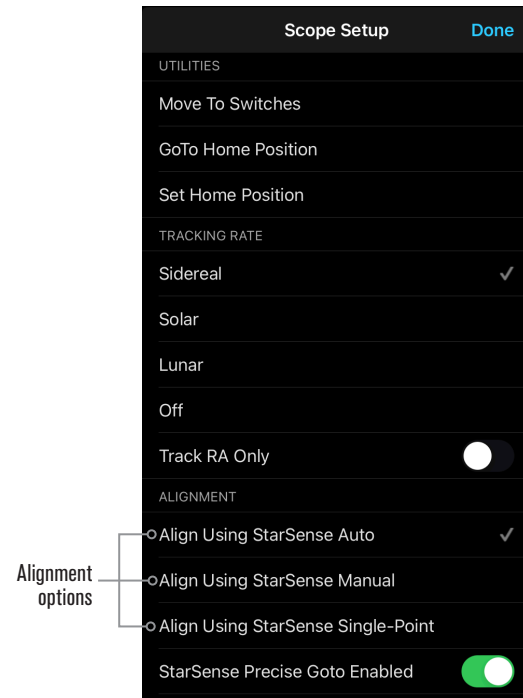 Scope Setup
Done
UTILITIES
Move To Switches
GoTo Home Position
Set Home Position
TRACKING RATE
Sidereal
Solar
Lunar
Off
Track RA Only
ALIGNMENT
Align Using StarSense Auto
Align Using StarSense Manual
Align Using StarSense Single-Point
StarSense Precise Goto Enabled
Alignment
options